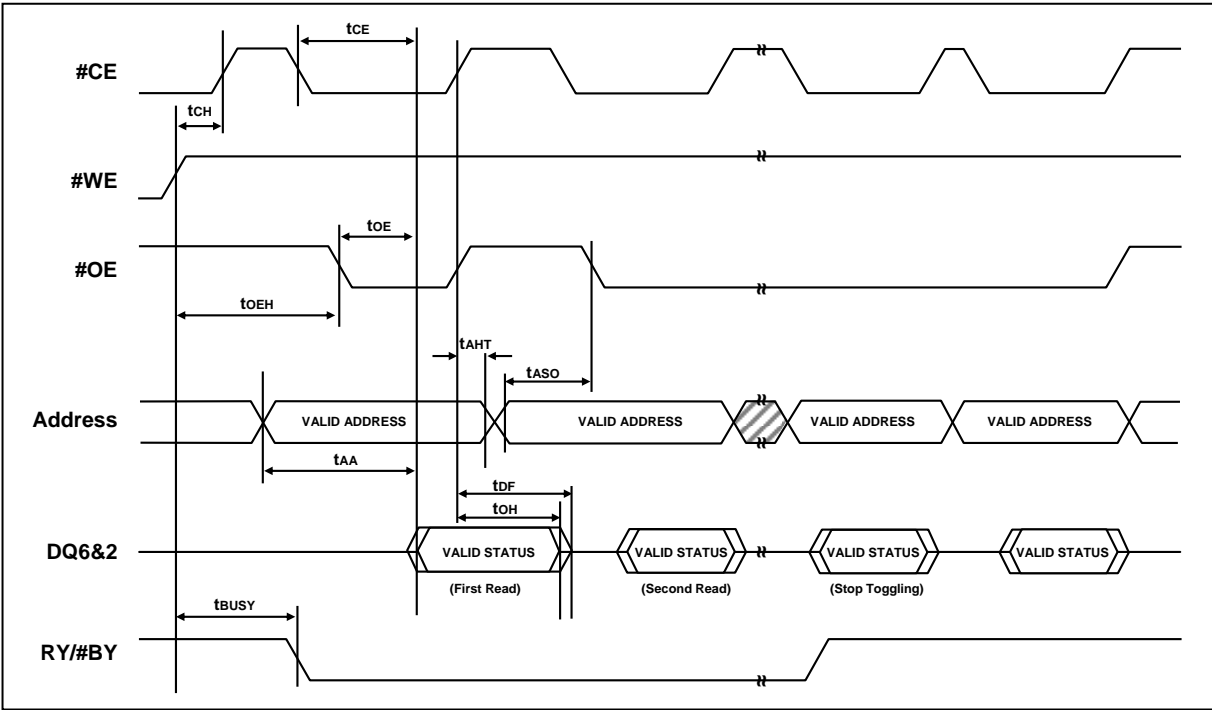 tCE
#CE
tCH
#WE
tOE
#OE
tOEH
tAHT
tASO
Address
VALID ADDRESS
VALID ADDRESS
VALID ADDRESS
VALID ADDRESS
tAA
tDF
tOH
DQ6&2
VALID STATUS
VALID STATUS
VALID STATUS
VALID STATUS
(First Read)
(Second Read)
(Stop Toggling)
tBUSY
RY/#BY